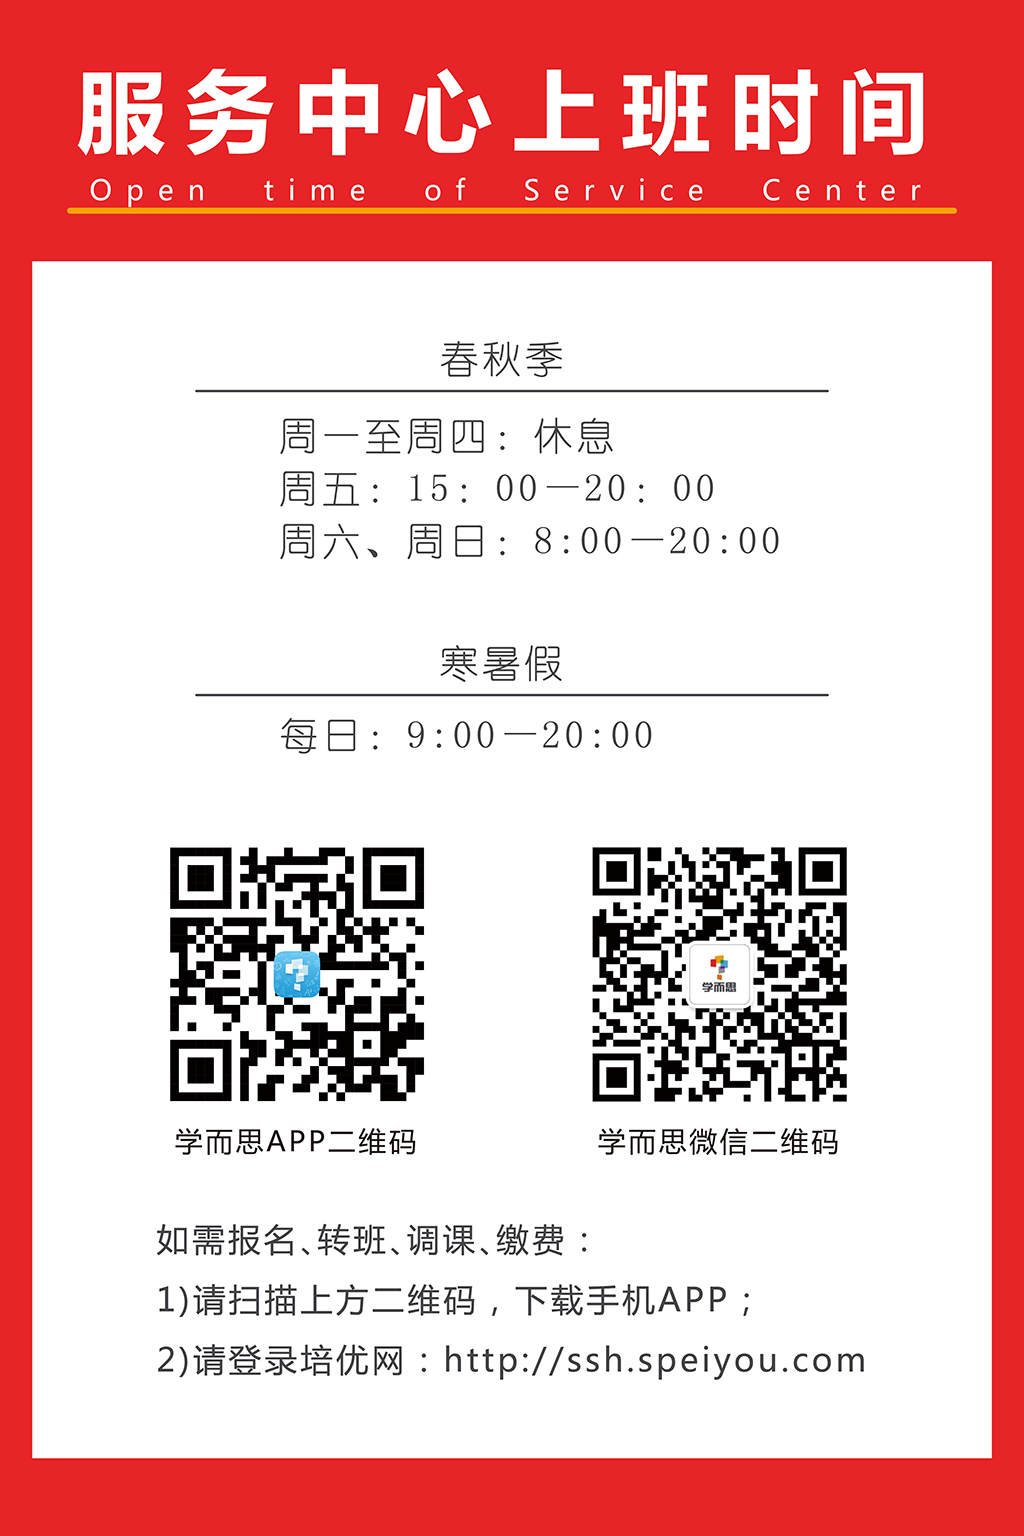 服务中心上班时间
Open time of Service Center
春秋季
周一至周四：休息
周五：15：00—20：00
周六、周日：8:00—20:00
寒暑假
每日：9:00—20:00
学而思
学而思APP二维码
学而思微信二维码
如需报名、转班、调课、缴费：
1)请扫描上方二维码，下载手机APP；
2)请登录培优网：http://ssh.speiyou.com